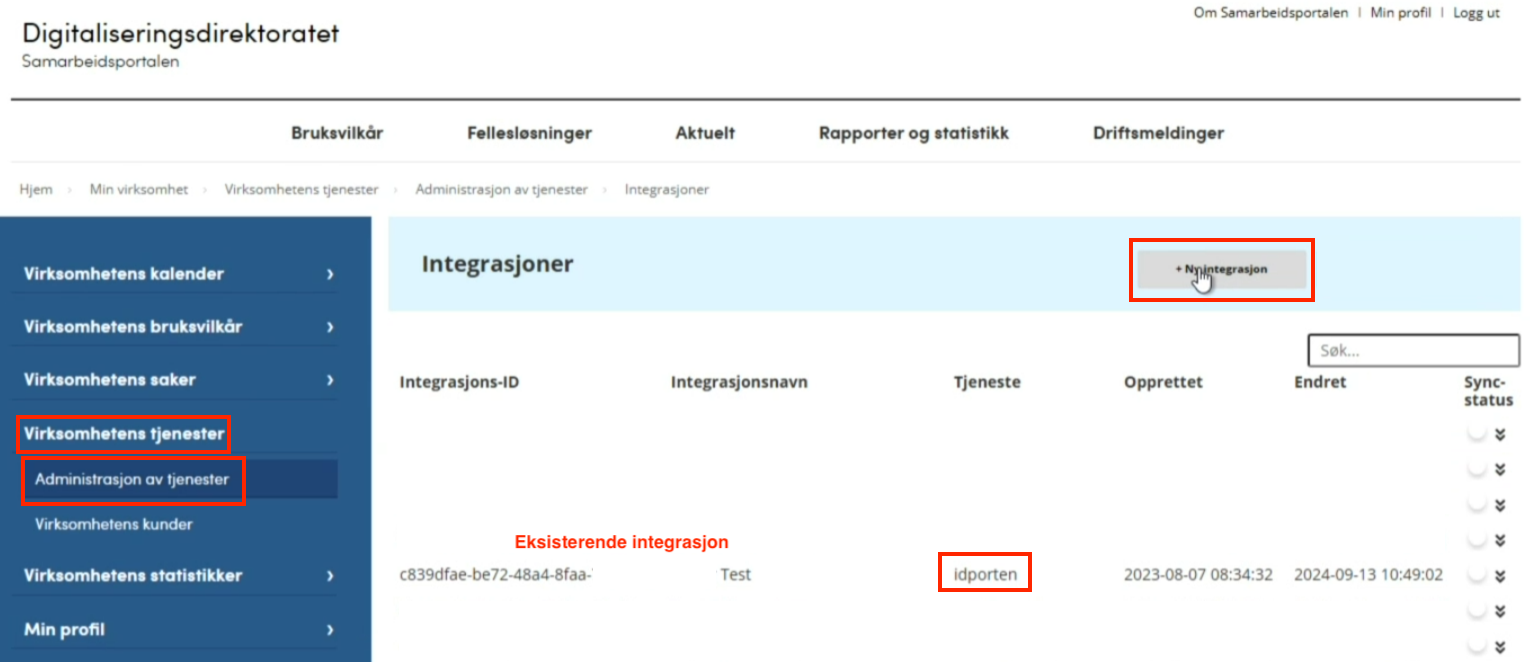 Om Samarbeidsportalen | Min profil | Logg ut
Digitaliseringsdirektoratet
Samarbeidsportalen
Bruksvilkår Fellesløsninger Aktuelt Rapporter og statistikk Driftsmeldinger
Hjem › Min virksomhet › Virksomhetens tjenester › Administrasjon av tjenester › Integrasjoner
Virksomhetens kalender
Virksomhetens bruksvilkår
Virksomhetens saker
Virksomhetens tjenester
Administrasjon av tjenester
Virksomhetens kunder
Virksomhetens statistikker
Min profil
Integrasjoner
+ Ny integrasjon
Søk...
Integrasjons-ID Integrasjonsnavn Tjeneste Opprettet Endret Sync-
status
Eksisterende integrasjon
c839dfae-be72-48a4-8faa- Test idporten 2023-08-07 08:34:32 2024-09-13 10:49:02